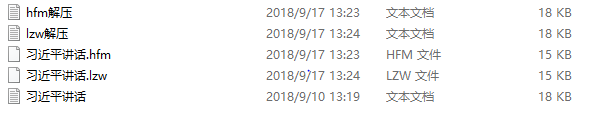 hfm解压 2018/9/17 13:23 文本文档 18 KB
lzw解压 2018/9/17 13:24 文本文档 18 KB
习近平讲话.hfm 2018/9/17 13:23 HFM 文件 15 KB
习近平讲话.lzw 2018/9/17 13:24 LZW 文件 15 KB
习近平讲话 2018/9/10 13:19 文本文档 18 KB